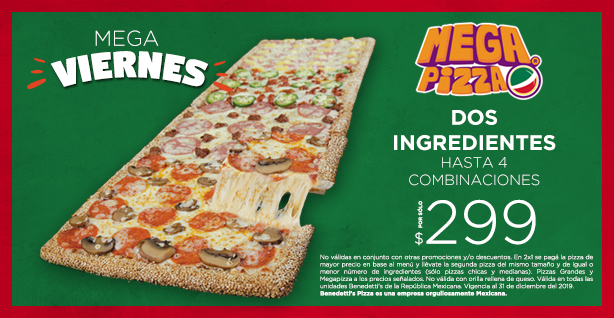 MEGA
VIERNES
MEGA
PIZZA
DOS
INGREDIENTES
HASTA 4
COMBINACIONES
POR SÓLO
$299
No válidas en conjunto con otras promociones y/o descuentos. En 2x1 se pagá la pizza de
mayor precio en base al menú y llévate la segunda pizza del mismo tamaño y de igual o
menor número de ingredientes (sólo pizzas chicas y medianas). Pizzas Grandes y
Megapizza a los precios señalados. No válida con orilla rellena de queso. Válida en todas las
unidades Benedetti's de la República Mexicana. Vigencia al 31 de diciembre del 2019.
Benedetti's Pizza es una empresa orgullosamente Mexicana.